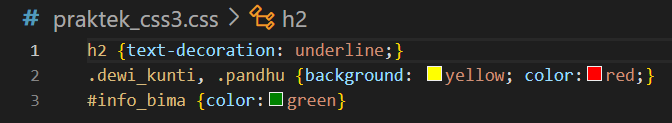 # praktek_css3.css > h2
1 h2 {text-decoration: underline;}
2 .dewi_kunti, .pandhu {background: yellow; color:red;}
3 #info_bima {color:green}